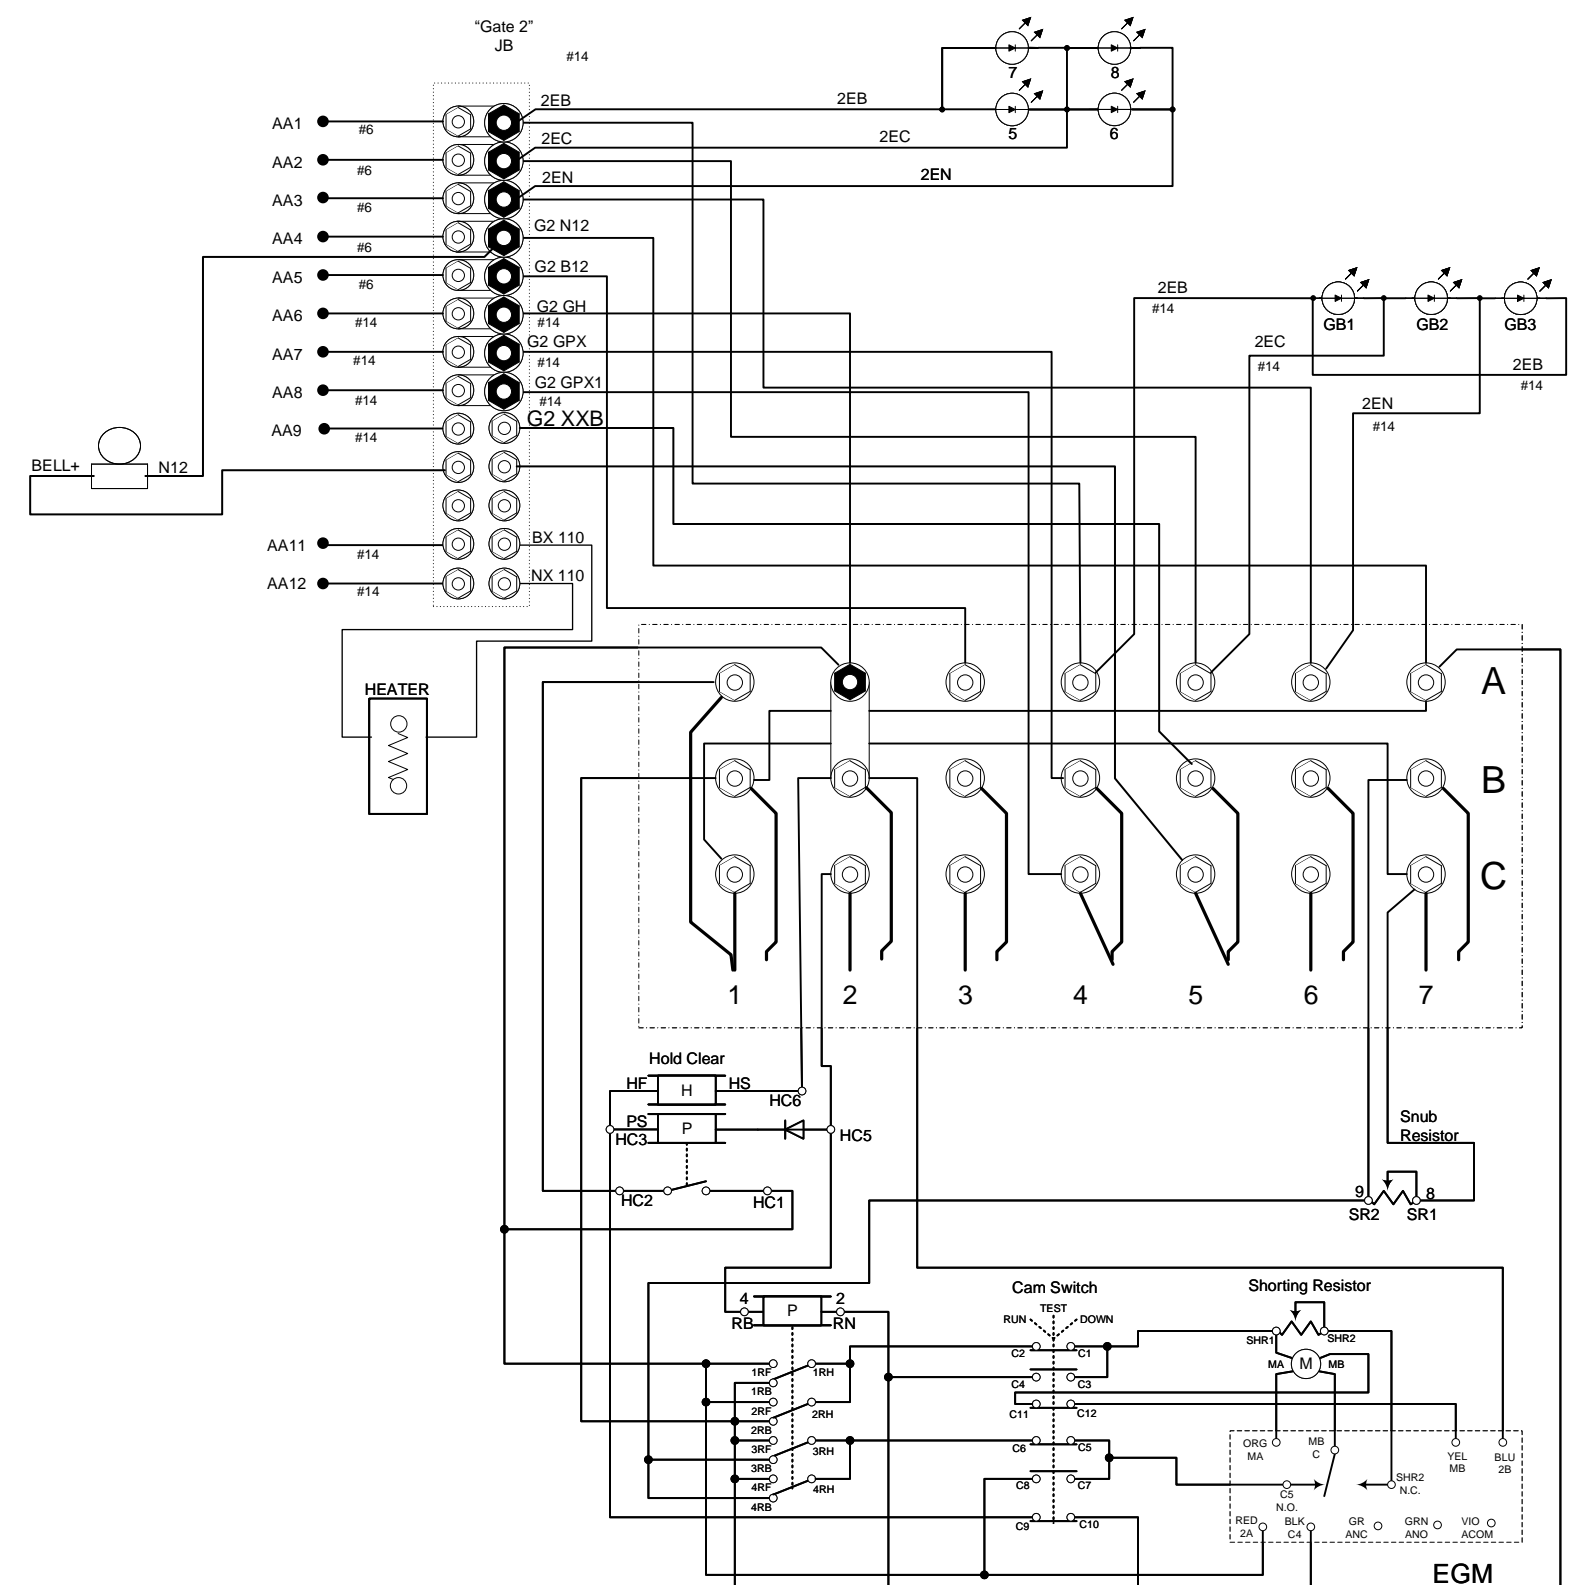 "Gate 2"
JB
#14
7
8
2EB
2EB
AA1
#6
5
6
2EC
2EC
AA2
#6
2EN
2EN
AA3
#6
G2 N12
AA4
#6
G2 B12
AA5
#6
2EB
#14
G2 GH
#14
AA6
#14
GB1
GB2
GB3
G2 GPX
#14
AA7
#14
2EC
#14
2EB
#14
G2 GPX1
#14
AA8
#14
2EN
#14
G2 XXB
AA9
#14
BELL+
N12
BX 110
AA11
#14
NX 110
AA12
#14
HEATER
A
B
C
1
2
3
4
5
6
7
Hold Clear
HF
H
HS
HC6
PS
HC3
P
HC5
Snub
Resistor
HC2
HC1
9
8
SR2
SR1
Cam Switch
Shorting Resistor
4
P
2
RB
RN
TEST
RUN
DOWN
SHR1
SHR2
C2
C1
MA
M
MB
1RF
1RH
C4
C3
1RB
2RF
2RH
C11
C12
2RB
3RF
3RH
C6
C5
3RB
4RF
4RH
C8
C7
4RB
C9
C10
ORG
MA
MB
C
YEL
MB
BLU
2B
SHR2
N.C.
C5
N.O.
RED
2A
BLK
C4
GR
ANC
GRN
ANO
VIO
ACOM
EGM